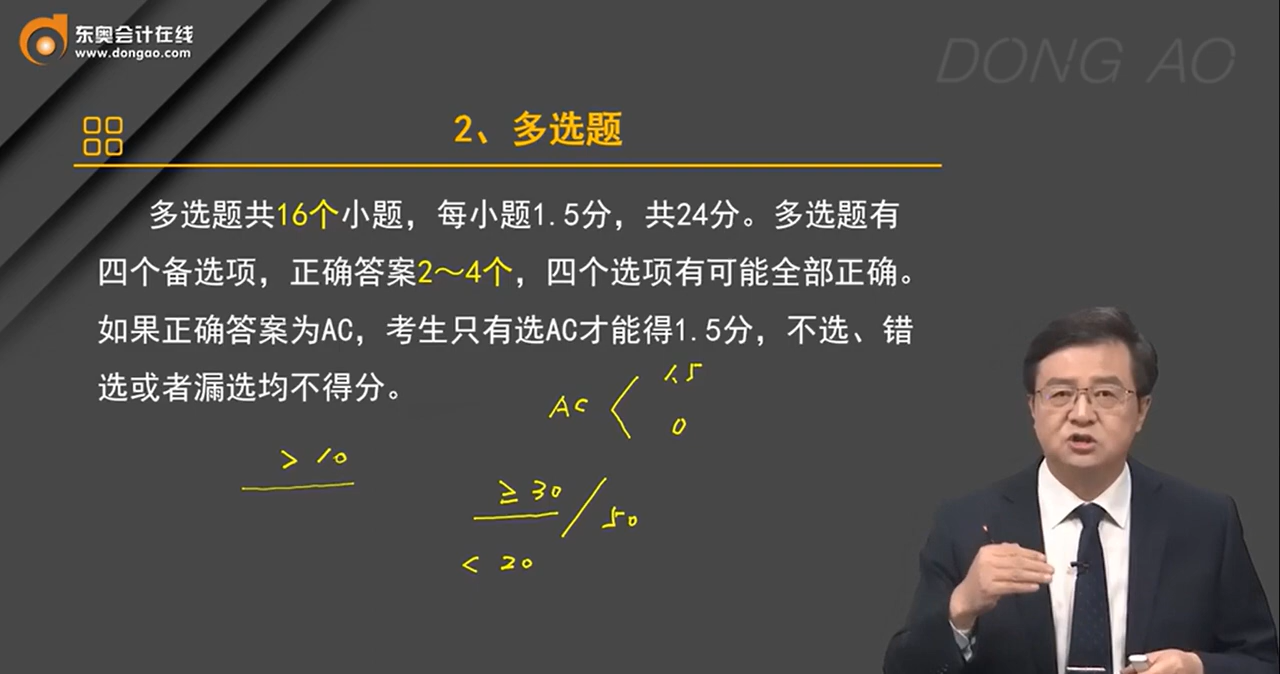 东奥会计在线
www.dongao.com
DONG AO
2、多选题
多选题共16个小题，每小题1.5分，共24分。多选题有
四个备选项，正确答案2～4个，四个选项有可能全部正确。
如果正确答案为AC，考生只有选AC才能得1.5分，不选、错
选或者漏选均不得分。
1.5
AC <
0
> 10
≥ 30 / 50
< 20